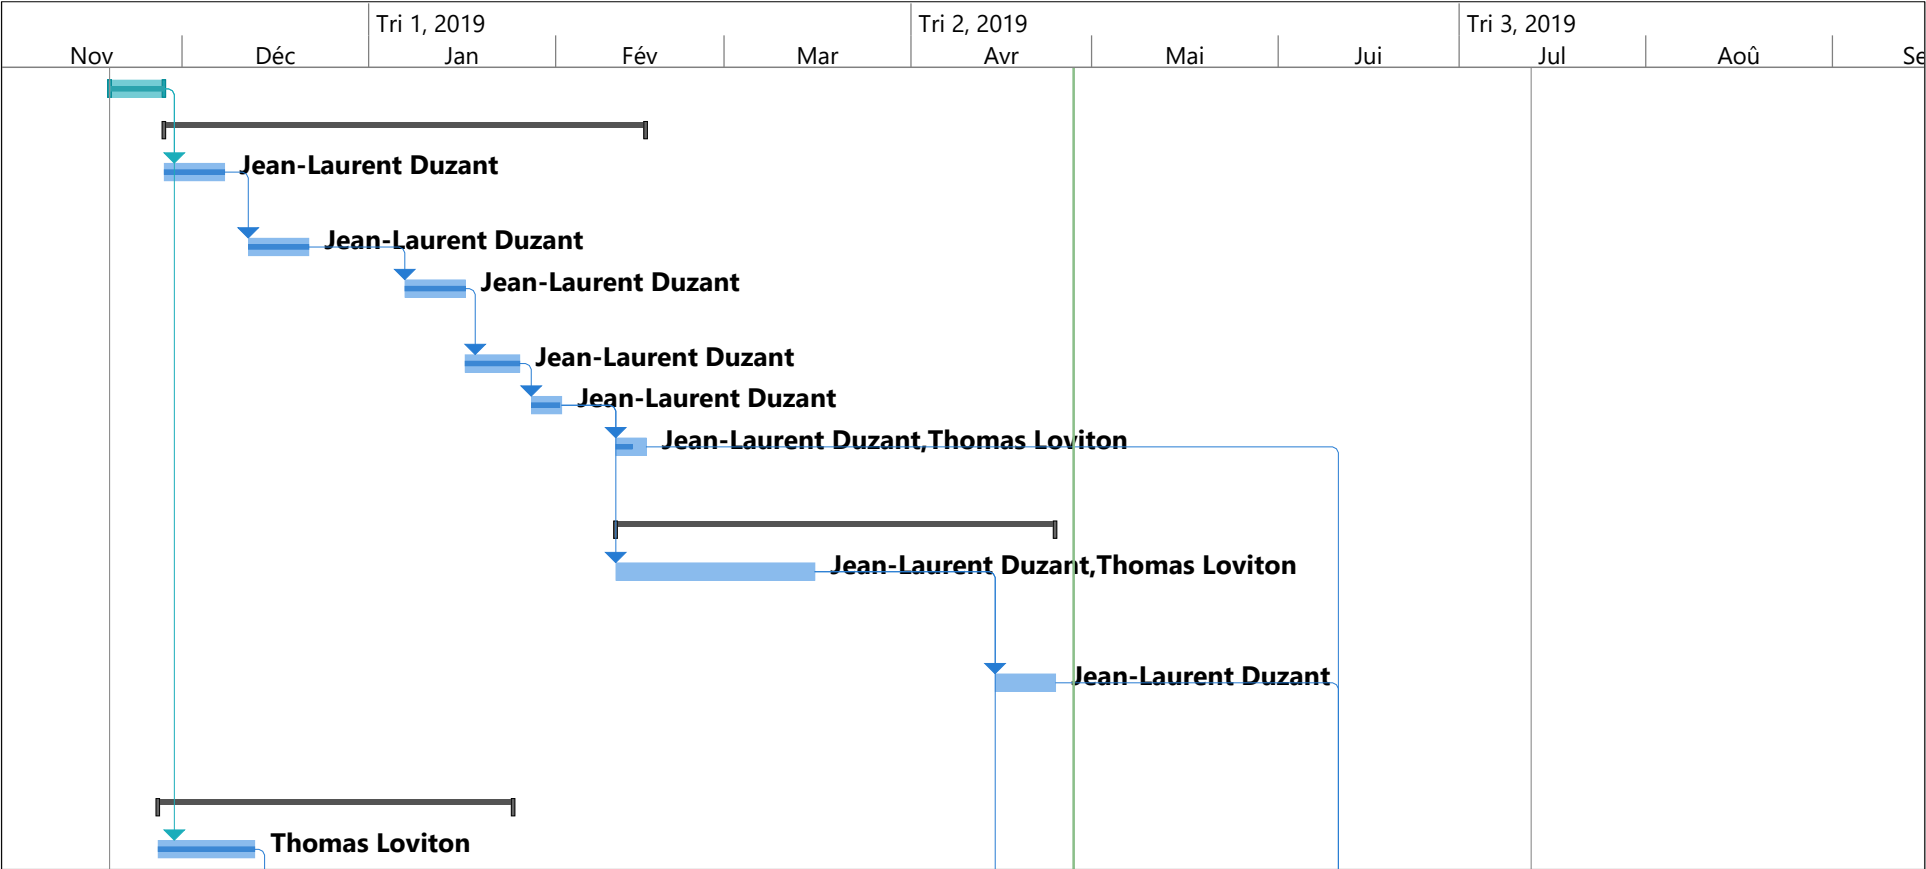 Tri 1, 2019 Tri 2, 2019 Tri 3, 2019
Nov Déc Jan Fév Mar Avr Mai Jui Jul Aoû Se
Jean-Laurent Duzant
Jean-Laurent Duzant
Jean-Laurent Duzant
Jean-Laurent Duzant
Jean-Laurent Duzant
Jean-Laurent Duzant,Thomas Loviton
Jean-Laurent Duzant,Thomas Loviton
Jean-Laurent Duzant
Thomas Loviton